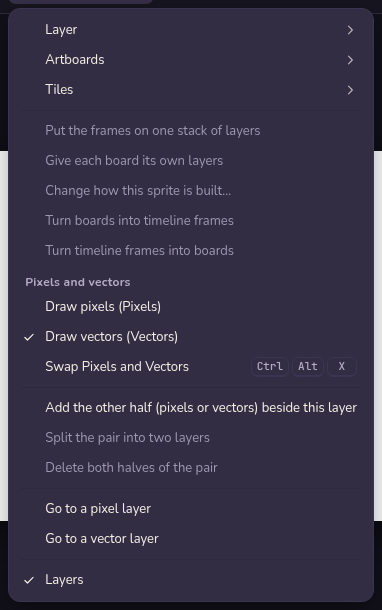 Layer
Artboards
Tiles
Put the frames on one stack of layers
Give each board its own layers
Change how this sprite is built...
Turn boards into timeline frames
Turn timeline frames into boards
Pixels and vectors
Draw pixels (Pixels)
Draw vectors (Vectors)
Swap Pixels and Vectors Ctrl Alt X
Add the other half (pixels or vectors) beside this layer
Split the pair into two layers
Delete both halves of the pair
Go to a pixel layer
Go to a vector layer
Layers